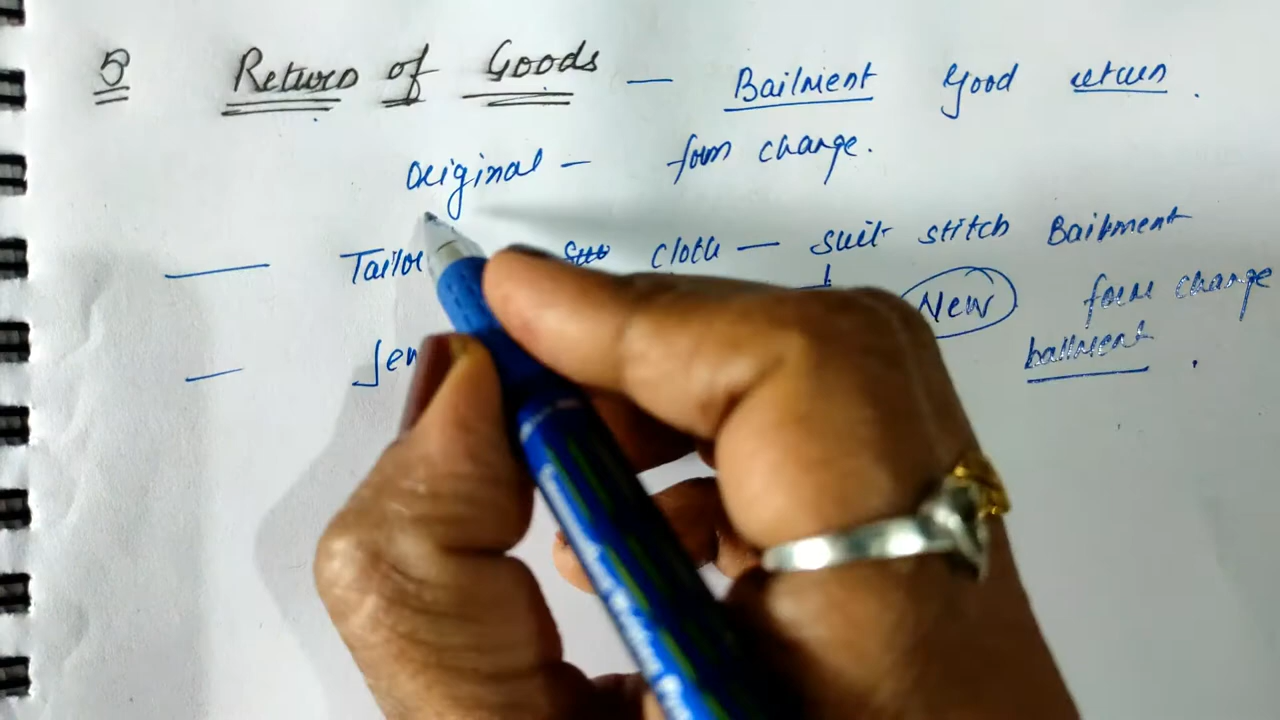 5 Return of Goods — Bailment good return.
original — form change.
— Tailor cloth — suit stitch Bailment
New form change
— Jew bailment.